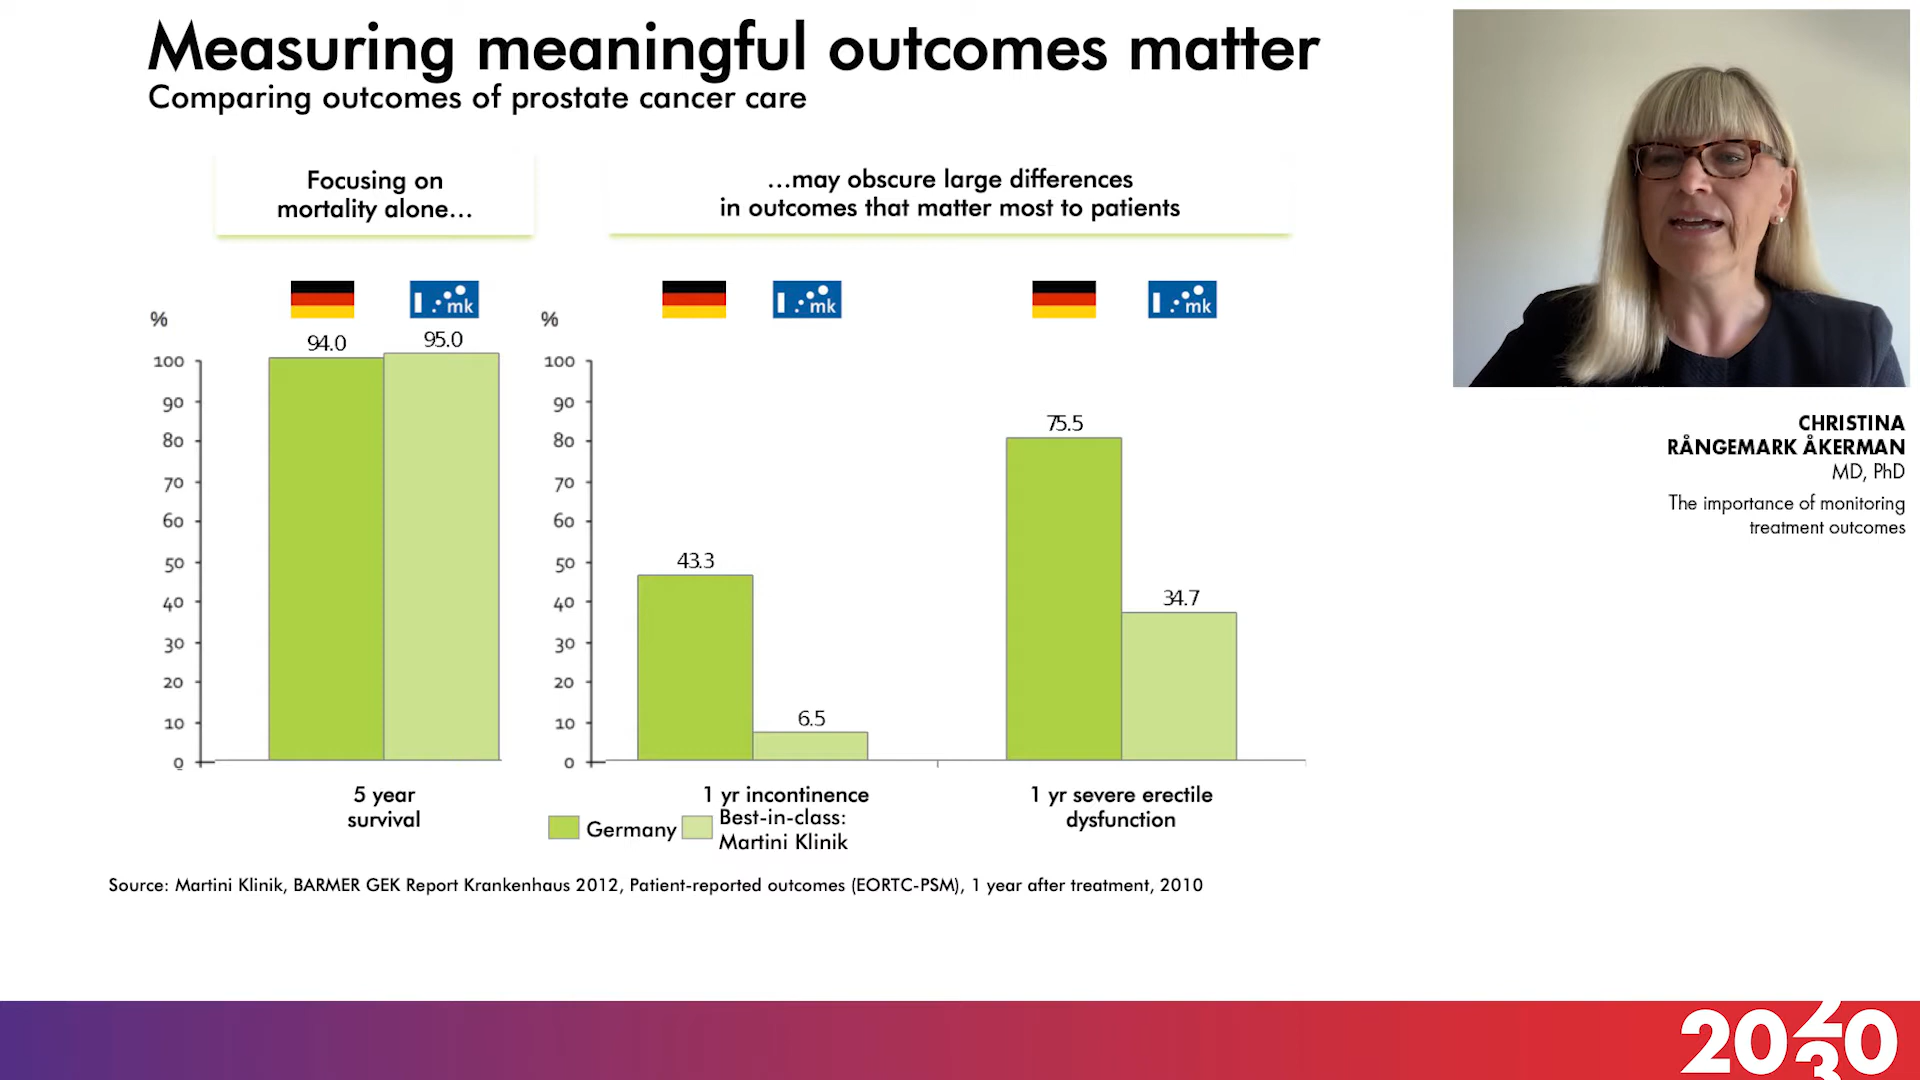 Measuring meaningful outcomes matter
Comparing outcomes of prostate cancer care
Focusing on
mortality alone...
...may obscure large differences
in outcomes that matter most to patients
mk
mk
mk
%
94.0
95.0
100
90
80
70
60
50
40
30
20
10
0
5 year
survival
%
100
90
80
70
60
50
40
30
20
10
0
43.3
6.5
75.5
34.7
1 yr incontinence
1 yr severe erectile
dysfunction
Germany
Best-in-class:
Martini Klinik
Source: Martini Klinik, BARMER GEK Report Krankenhaus 2012, Patient-reported outcomes (EORTC-PSM), 1 year after treatment, 2010
CHRISTINA
RÅNGEMARK ÅKERMAN
MD, PhD
The importance of monitoring
treatment outcomes
2020
3